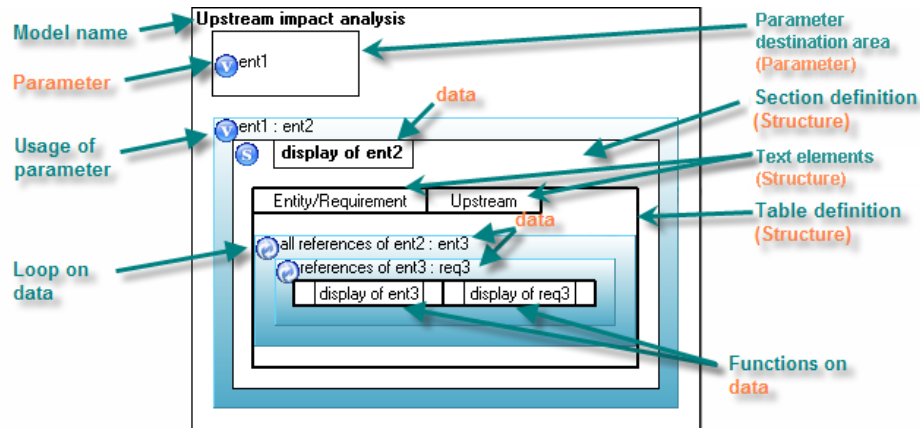 Upstream impact analysis
Model name
Parameter
destination area
(Parameter)
V ent1
Parameter
data
Section definition
(Structure)
V ent1 : ent2
Usage of
parameter
S display of ent2
Text elements
(Structure)
Entity/Requirement Upstream
Table definition
(Structure)
data
all references of ent2 : ent3
Loop on
data
references of ent3 : req3
display of ent3 display of req3
Functions on
data